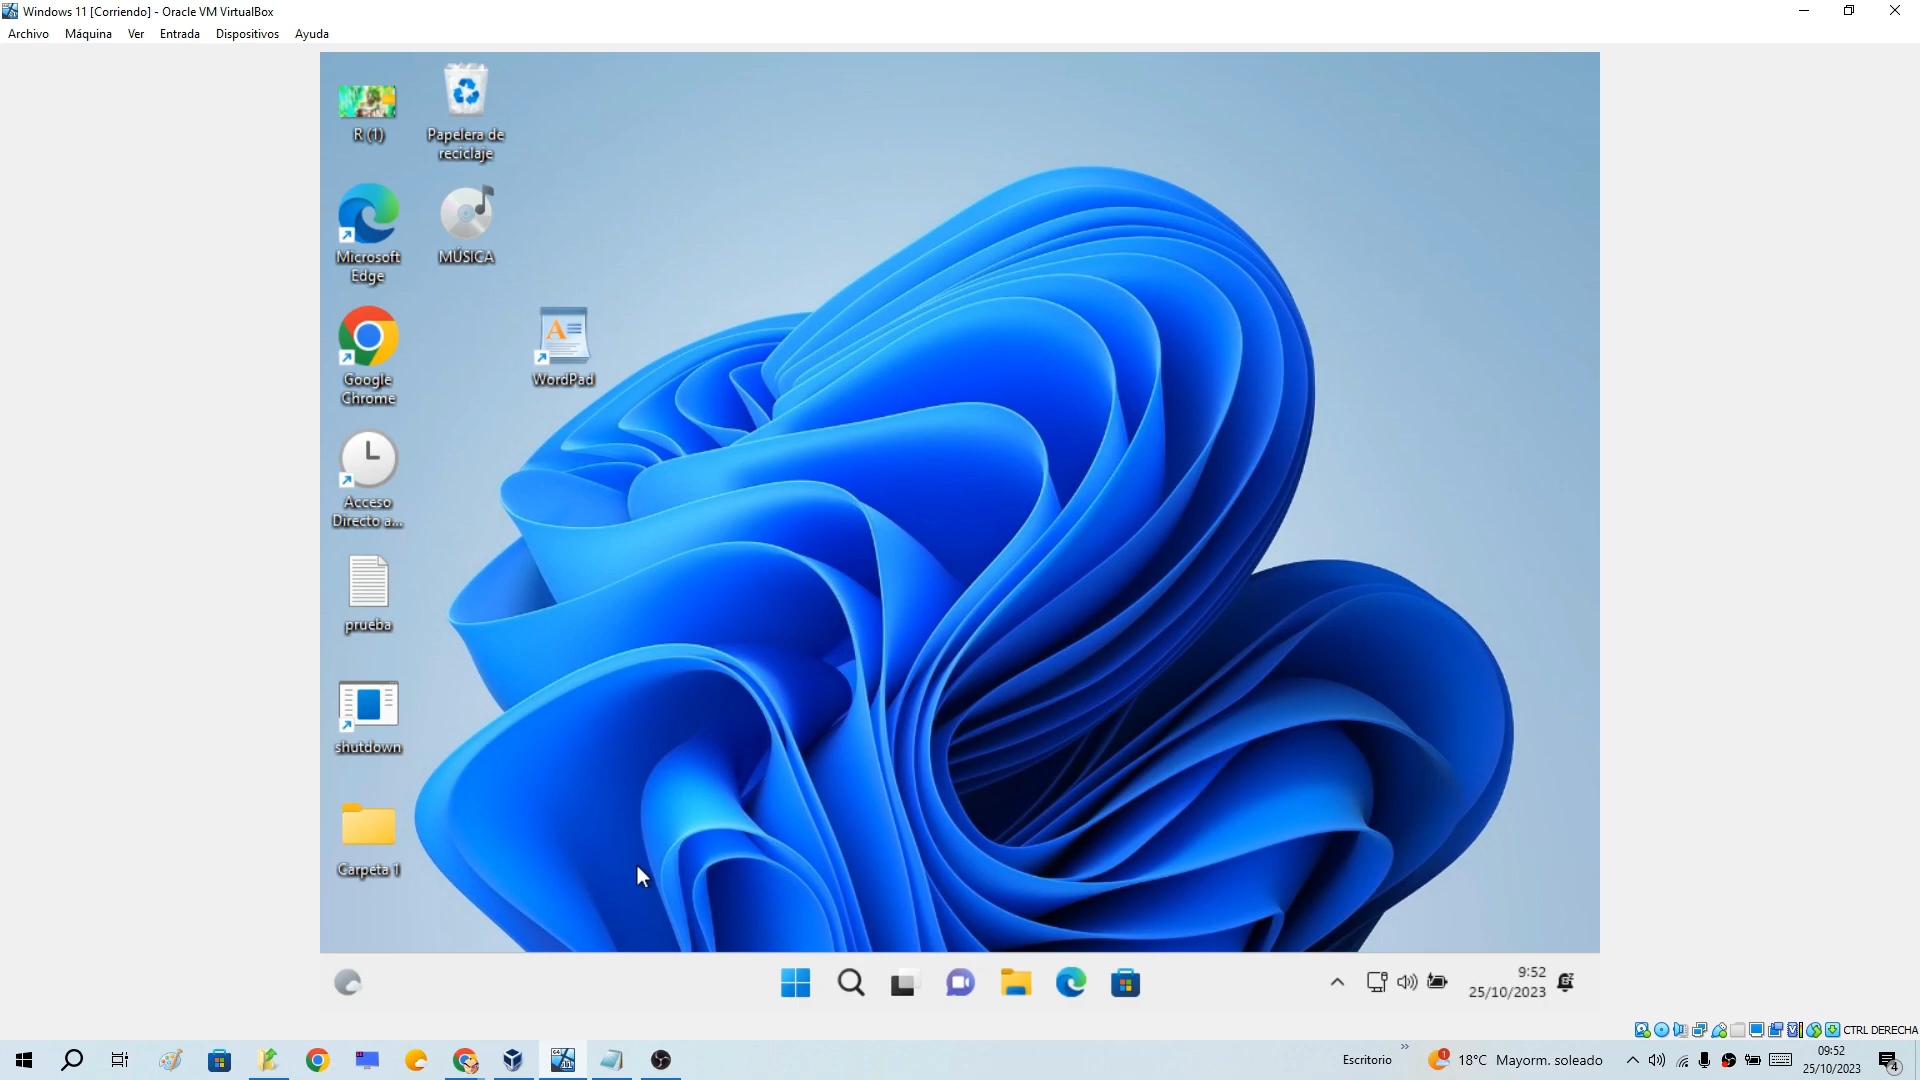 Windows 11 [Corriendo] - Oracle VM VirtualBox
Archivo Máquina Ver Entrada Dispositivos Ayuda
R (1)
Papelera de
reciclaje
Microsoft
Edge
MÚSICA
Google
Chrome
WordPad
Acceso
Directo a...
prueba
shutdown
Carpeta 1
9:52
25/10/2023
CTRL DERECHA
Escritorio
18°C Mayorm. soleado
09:52
25/10/2023
4